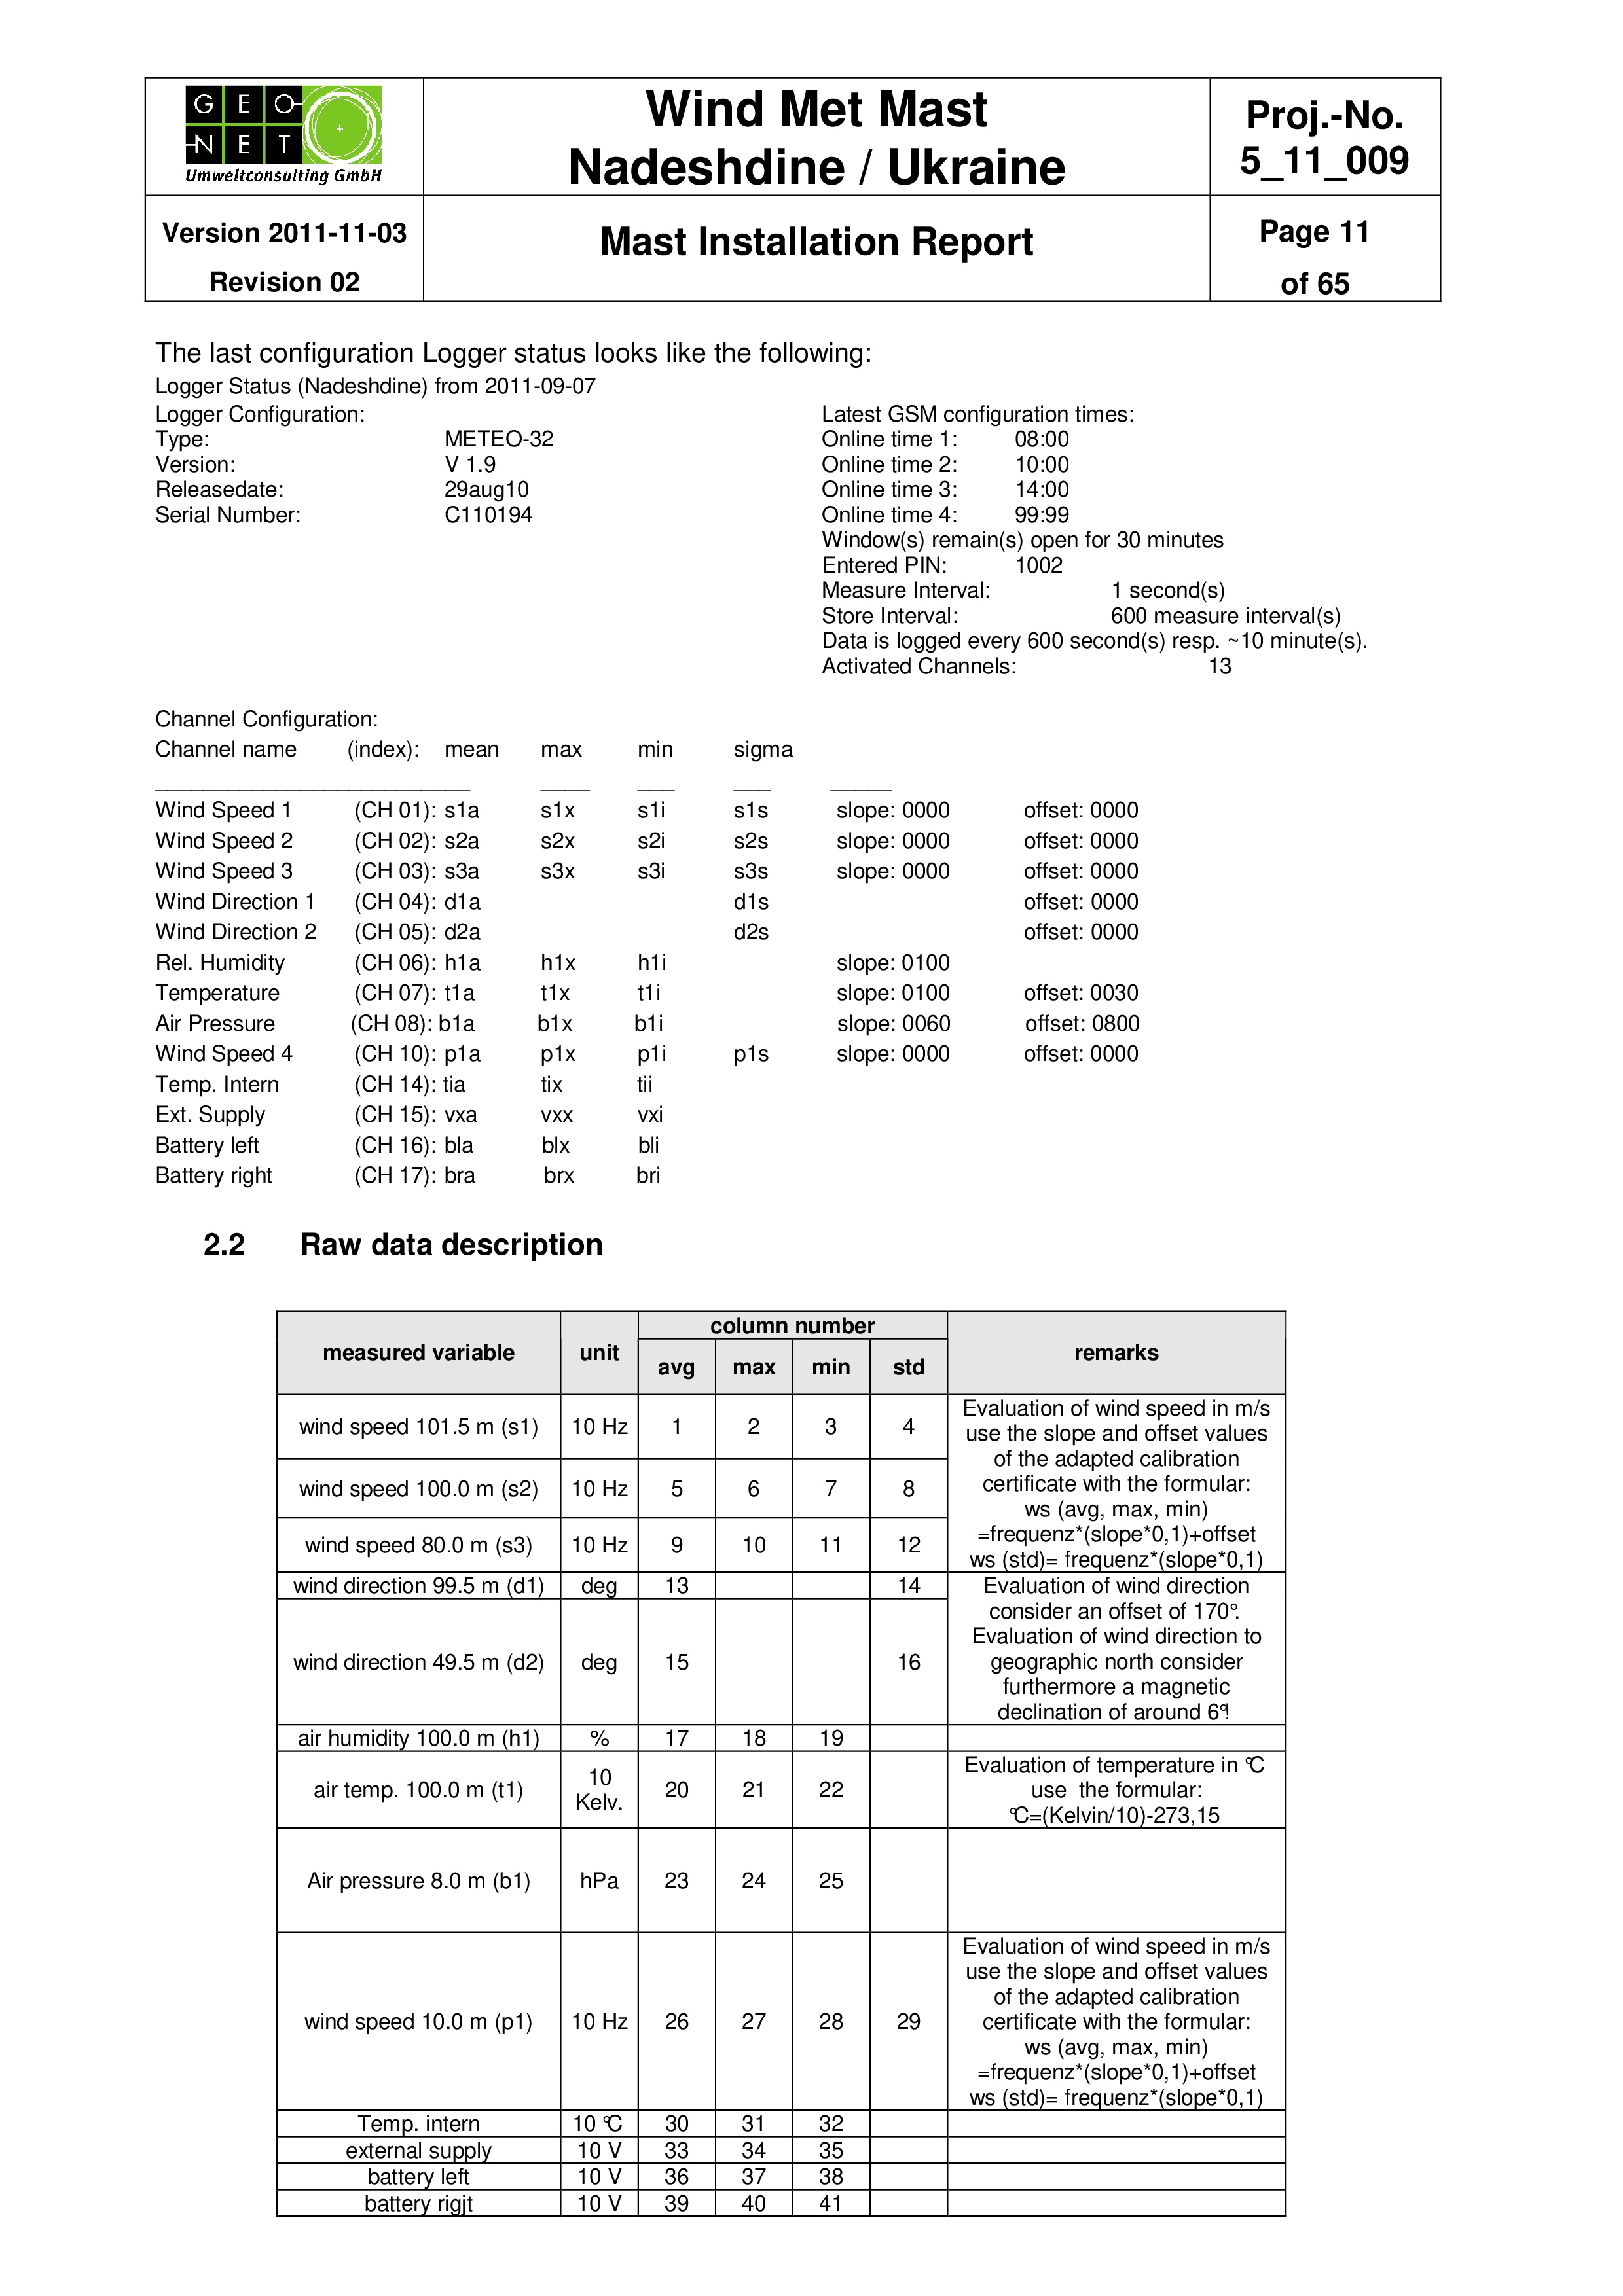 GEO
NET
Umweltconsulting GmbH
Wind Met Mast
Nadeshdine / Ukraine
Proj.-No.
5_11_009
Version 2011-11-03
Revision 02
Mast Installation Report
Page 11
of 65
The last configuration Logger status looks like the following:
Logger Status (Nadeshdine) from 2011-09-07
Logger Configuration:
Type: METEO-32
Version: V 1.9
Releasedate: 29aug10
Serial Number: C110194
Latest GSM configuration times:
Online time 1: 08:00
Online time 2: 10:00
Online time 3: 14:00
Online time 4: 99:99
Window(s) remain(s) open for 30 minutes
Entered PIN: 1002
Measure Interval: 1 second(s)
Store Interval: 600 measure interval(s)
Data is logged every 600 second(s) resp. ~10 minute(s).
Activated Channels: 13
Channel Configuration:
Channel name (index): mean max min sigma
Wind Speed 1 (CH 01): s1a s1x s1i s1s slope: 0000 offset: 0000
Wind Speed 2 (CH 02): s2a s2x s2i s2s slope: 0000 offset: 0000
Wind Speed 3 (CH 03): s3a s3x s3i s3s slope: 0000 offset: 0000
Wind Direction 1 (CH 04): d1a d1s offset: 0000
Wind Direction 2 (CH 05): d2a d2s offset: 0000
Rel. Humidity (CH 06): h1a h1x h1i slope: 0100
Temperature (CH 07): t1a t1x t1i slope: 0100 offset: 0030
Air Pressure (CH 08): b1a b1x b1i slope: 0060 offset: 0800
Wind Speed 4 (CH 10): p1a p1x p1i p1s slope: 0000 offset: 0000
Temp. Intern (CH 14): tia tix tii
Ext. Supply (CH 15): vxa vxx vxi
Battery left (CH 16): bla blx bli
Battery right (CH 17): bra brx bri
2.2 Raw data description
measured variable unit column number remarks
avg max min std
wind speed 101.5 m (s1) 10 Hz 1 2 3 4
wind speed 100.0 m (s2) 10 Hz 5 6 7 8
wind speed 80.0 m (s3) 10 Hz 9 10 11 12
Evaluation of wind speed in m/s
use the slope and offset values
of the adapted calibration
certificate with the formular:
ws (avg, max, min)
=frequenz*(slope*0,1)+offset
ws (std)= frequenz*(slope*0,1)
wind direction 99.5 m (d1) deg 13 14
wind direction 49.5 m (d2) deg 15 16
Evaluation of wind direction
consider an offset of 170°.
Evaluation of wind direction to
geographic north consider
furthermore a magnetic
declination of around 6°!
air humidity 100.0 m (h1) % 17 18 19
air temp. 100.0 m (t1) 10 Kelv. 20 21 22
Evaluation of temperature in °C
use the formular:
°C=(Kelvin/10)-273,15
Air pressure 8.0 m (b1) hPa 23 24 25
wind speed 10.0 m (p1) 10 Hz 26 27 28 29
Evaluation of wind speed in m/s
use the slope and offset values
of the adapted calibration
certificate with the formular:
ws (avg, max, min)
=frequenz*(slope*0,1)+offset
ws (std)= frequenz*(slope*0,1)
Temp. intern 10 °C 30 31 32
external supply 10 V 33 34 35
battery left 10 V 36 37 38
battery rigjt 10 V 39 40 41